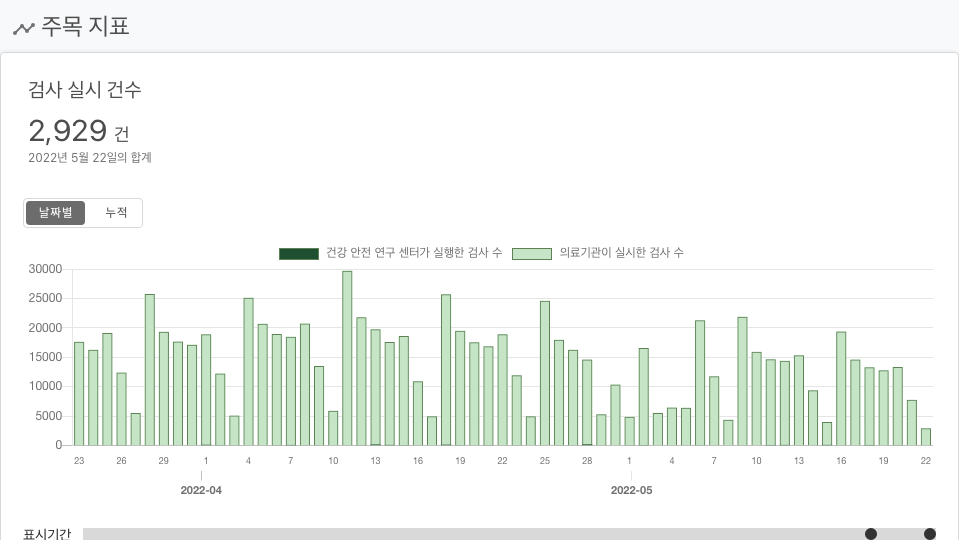 주목 지표
검사 실시 건수
2,929 건
2022년 5월 22일의 합계
날짜별 누적
건강 안전 연구 센터가 실행한 검사 수 의료기관이 실시한 검사 수
30000
25000
20000
15000
10000
5000
0
23 26 29 1 4 7 10 13 16 19 22 25 28 1 4 7 10 13 16 19 22
2022-04 2022-05
표시기간